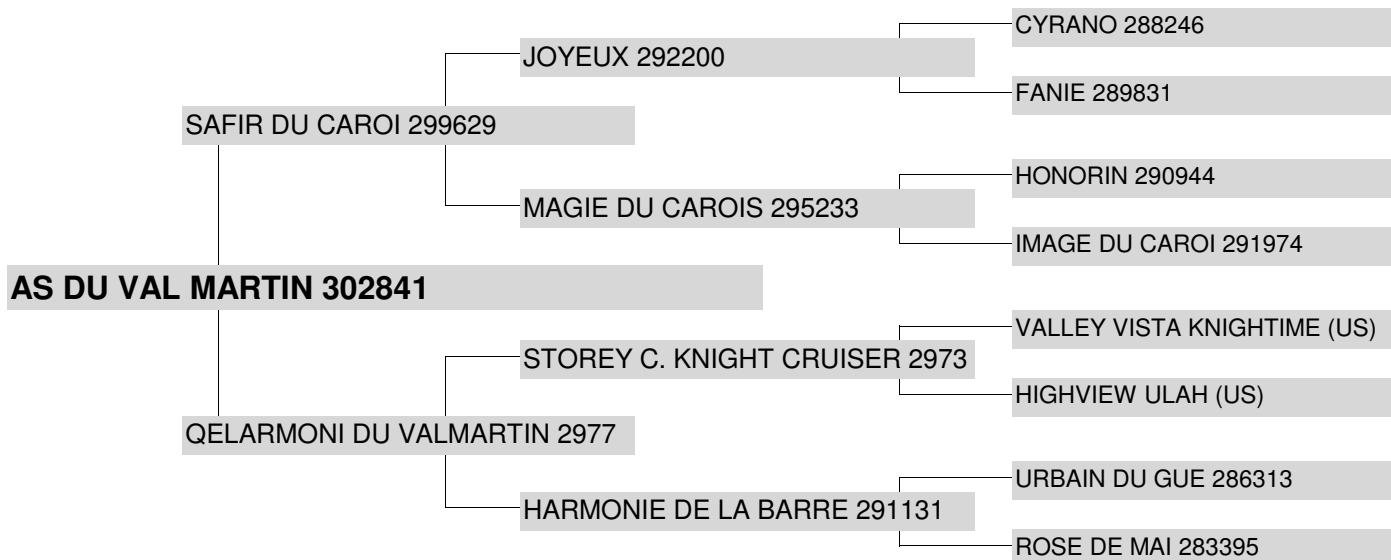 CYRANO 288246
JOYEUX 292200
FANIE 289831
SAFIR DU CAROI 299629
HONORIN 290944
MAGIE DU CAROIS 295233
IMAGE DU CAROI 291974
AS DU VAL MARTIN 302841
VALLEY VISTA KNIGHTIME (US)
STOREY C. KNIGHT CRUISER 2973
HIGHVIEW ULAH (US)
QELARMONI DU VALMARTIN 2977
URBAIN DU GUE 286313
HARMONIE DE LA BARRE 291131
ROSE DE MAI 283395